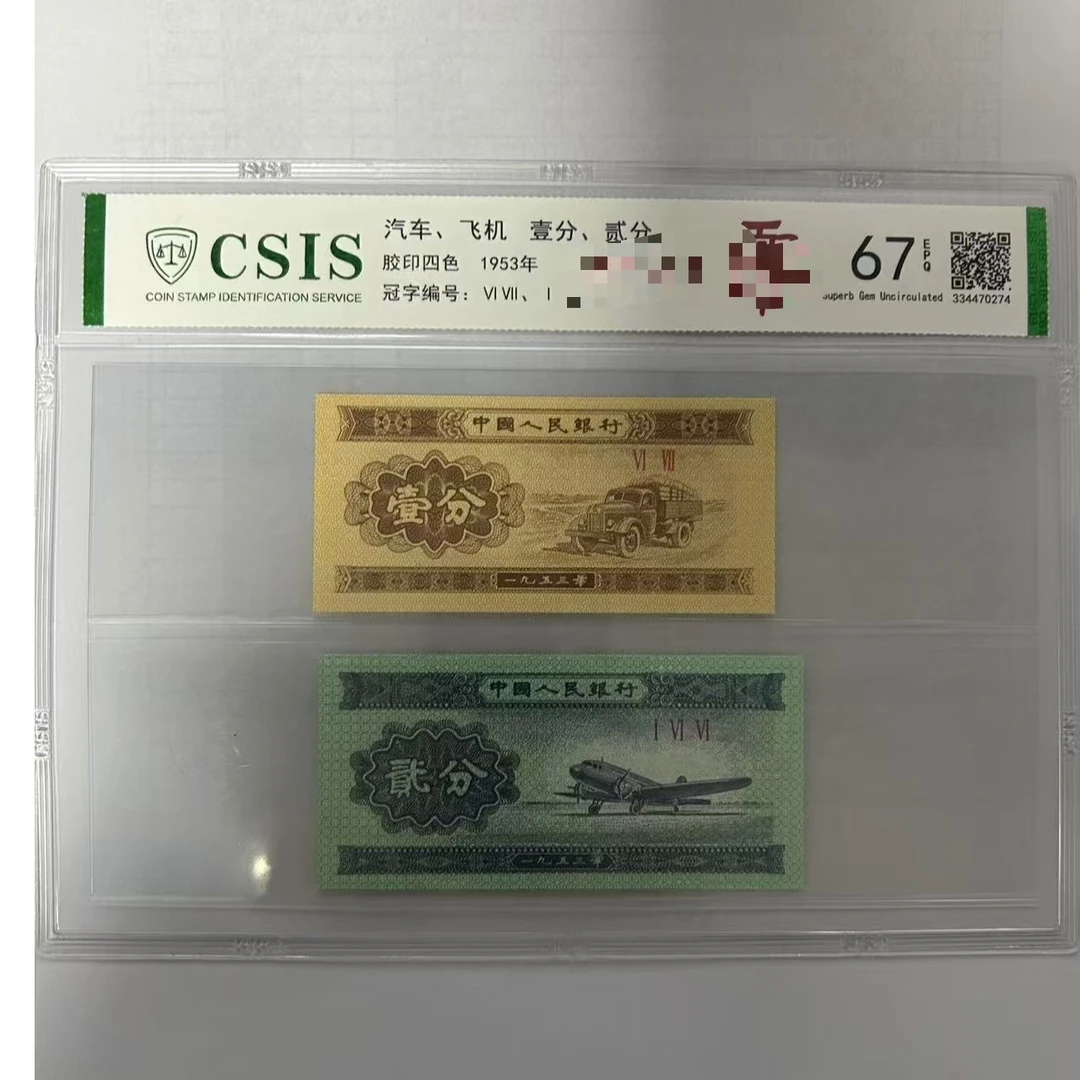 CSIS
COIN STAMP IDENTIFICATION SERVICE
汽车、飞机 壹分、贰分
胶印四色 1953年
冠字编号: VI VII、 I
67
EPQ
Superb Gem Uncirculated
334470274
中國人民銀行
VI VII
壹分
一九五三年
中國人民銀行
I VI VI
貳分
一九五三年